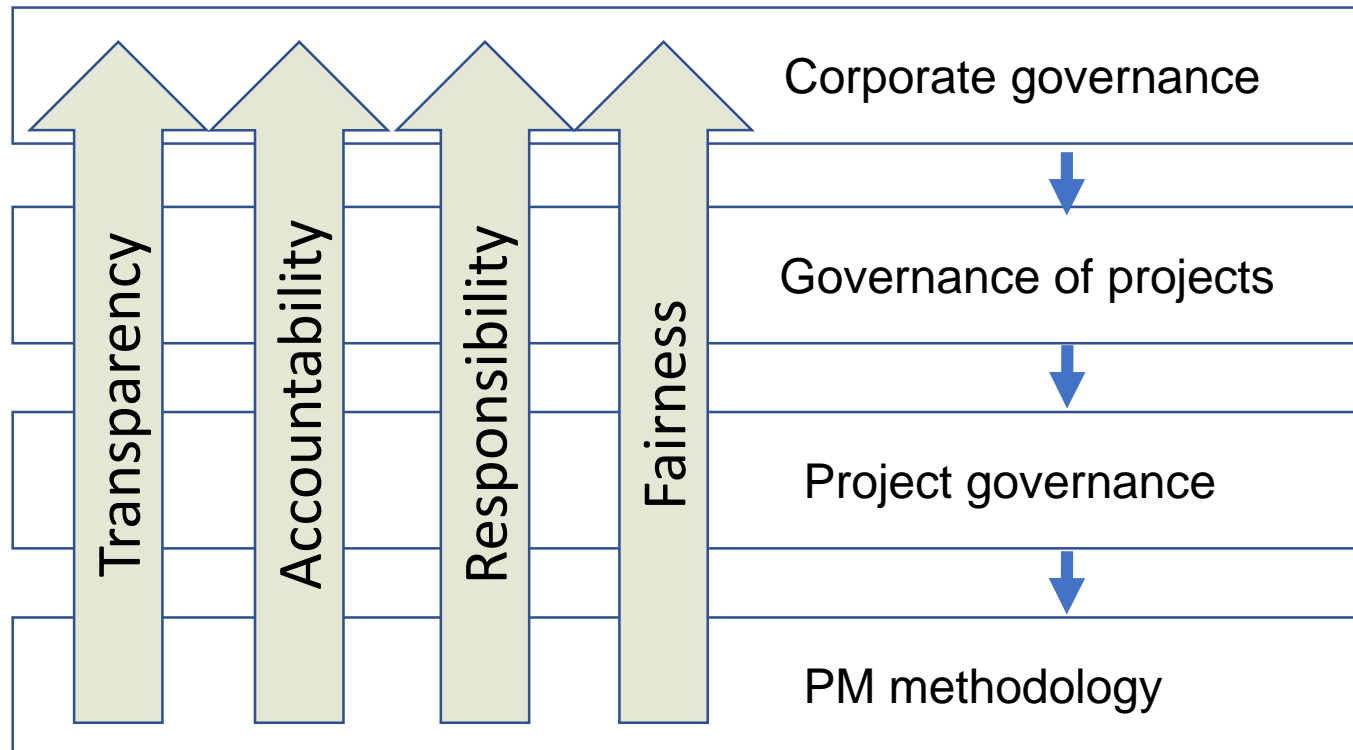 Corporate governance
Governance of projects
Project governance
PM methodology
Transparency
Accountability
Responsibility
Fairness